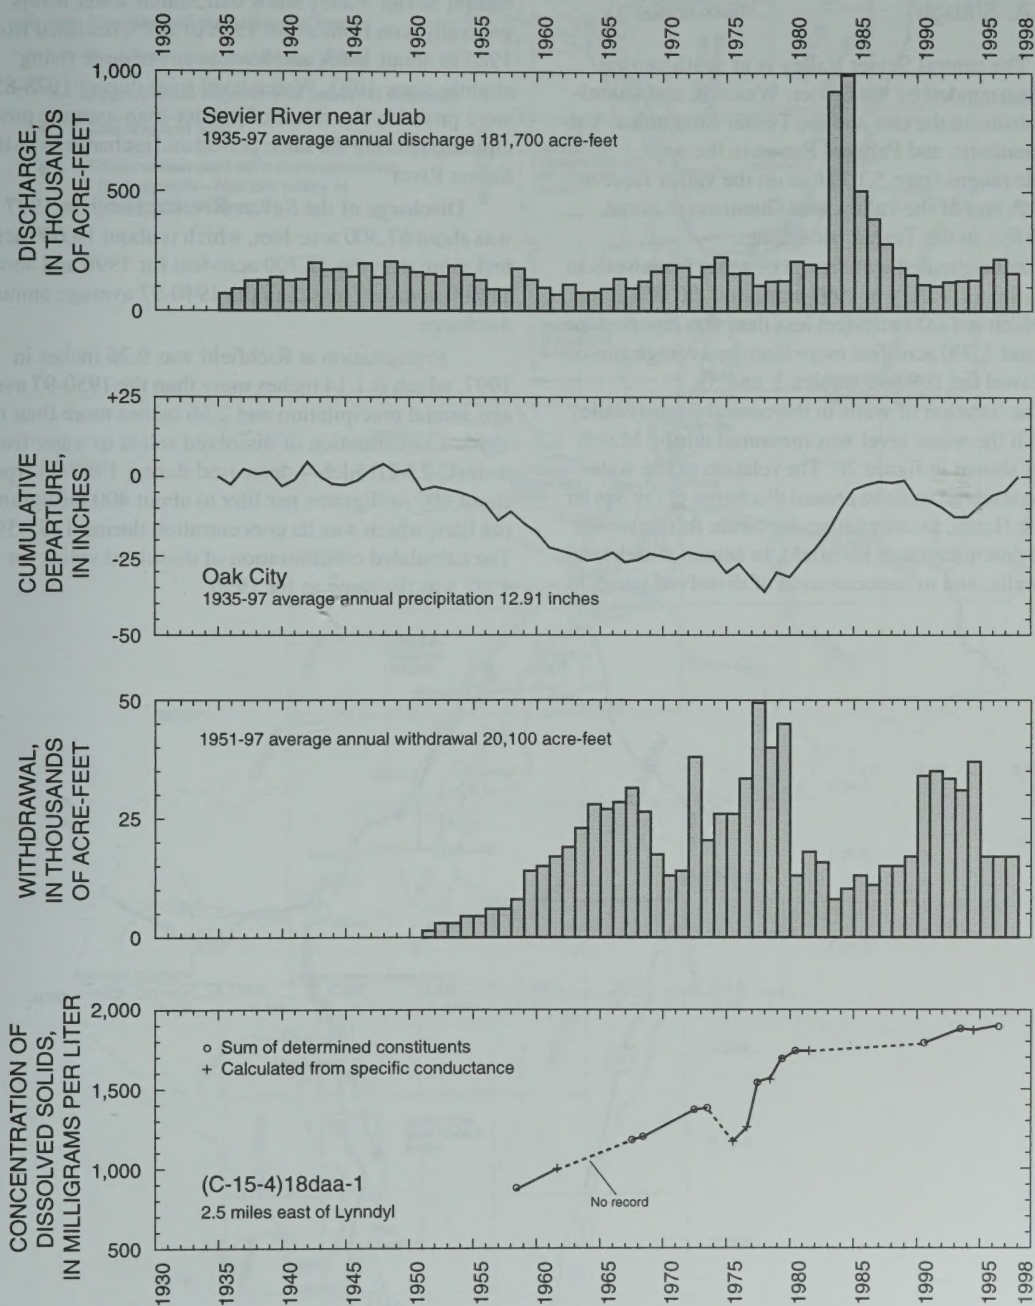 1930 1935 1940 1945 1950 1955 1960 1965 1970 1975 1980 1985 1990 1995 1998
DISCHARGE,
IN THOUSANDS
OF ACRE-FEET
1,000
500
0
Sevier River near Juab
1935-97 average annual discharge 181,700 acre-feet
CUMULATIVE
DEPARTURE,
IN INCHES
+25
0
-25
-50
Oak City
1935-97 average annual precipitation 12.91 inches
WITHDRAWAL,
IN THOUSANDS
OF ACRE-FEET
50
25
0
1951-97 average annual withdrawal 20,100 acre-feet
CONCENTRATION OF
DISSOLVED SOLIDS,
IN MILLIGRAMS PER LITER
2,000
1,500
1,000
500
o Sum of determined constituents
+ Calculated from specific conductance
(C-15-4)18daa-1
2.5 miles east of Lynndyl
No record
1930 1935 1940 1945 1950 1955 1960 1965 1970 1975 1980 1985 1990 1995 1998